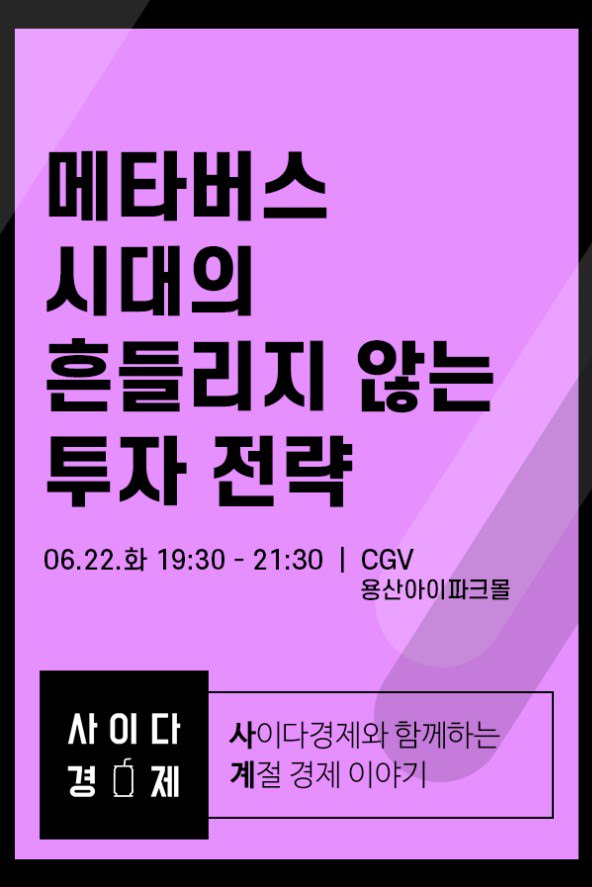 메타버스
시대의
흔들리지 않는
투자 전략
06.22.화 19:30 - 21:30 | CGV
용산아이파크몰
사이다
경제
사이다경제와 함께하는
계절 경제 이야기